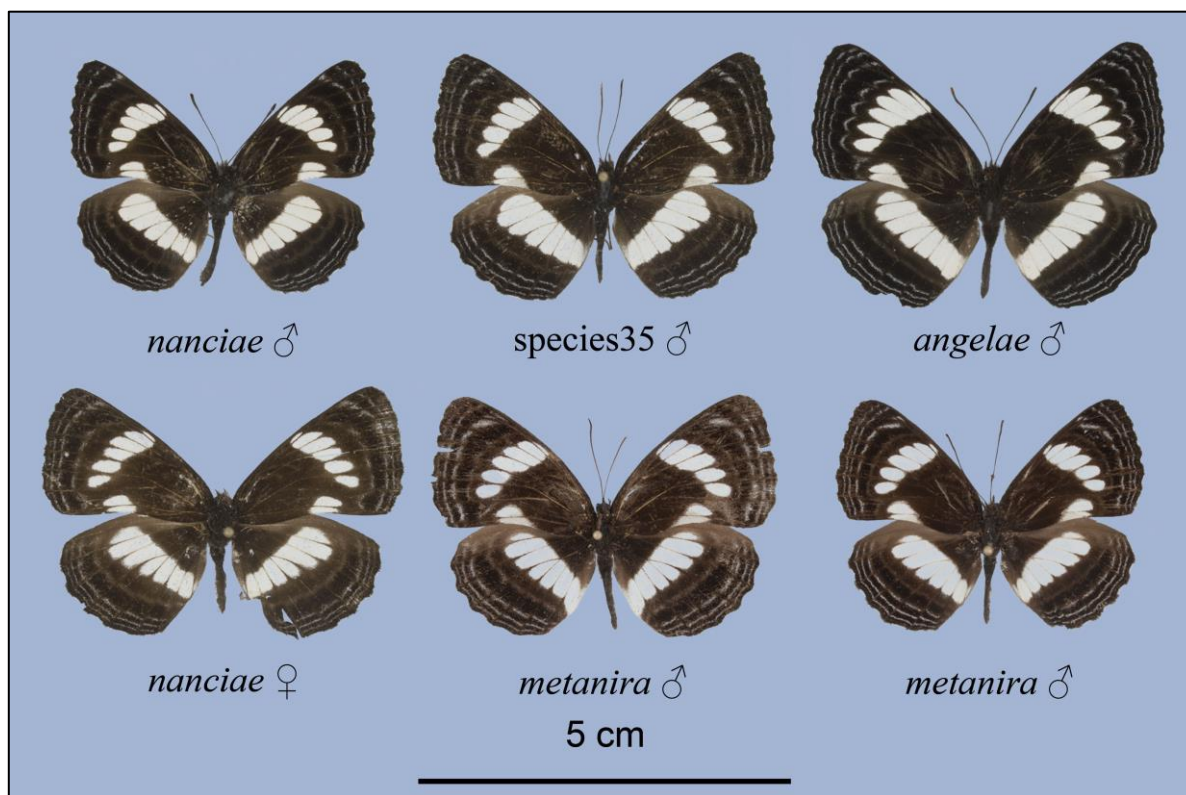 nanciae ♂ species35 ♂ angelae ♂
nanciae ♀ metanira ♂ metanira ♂
5 cm